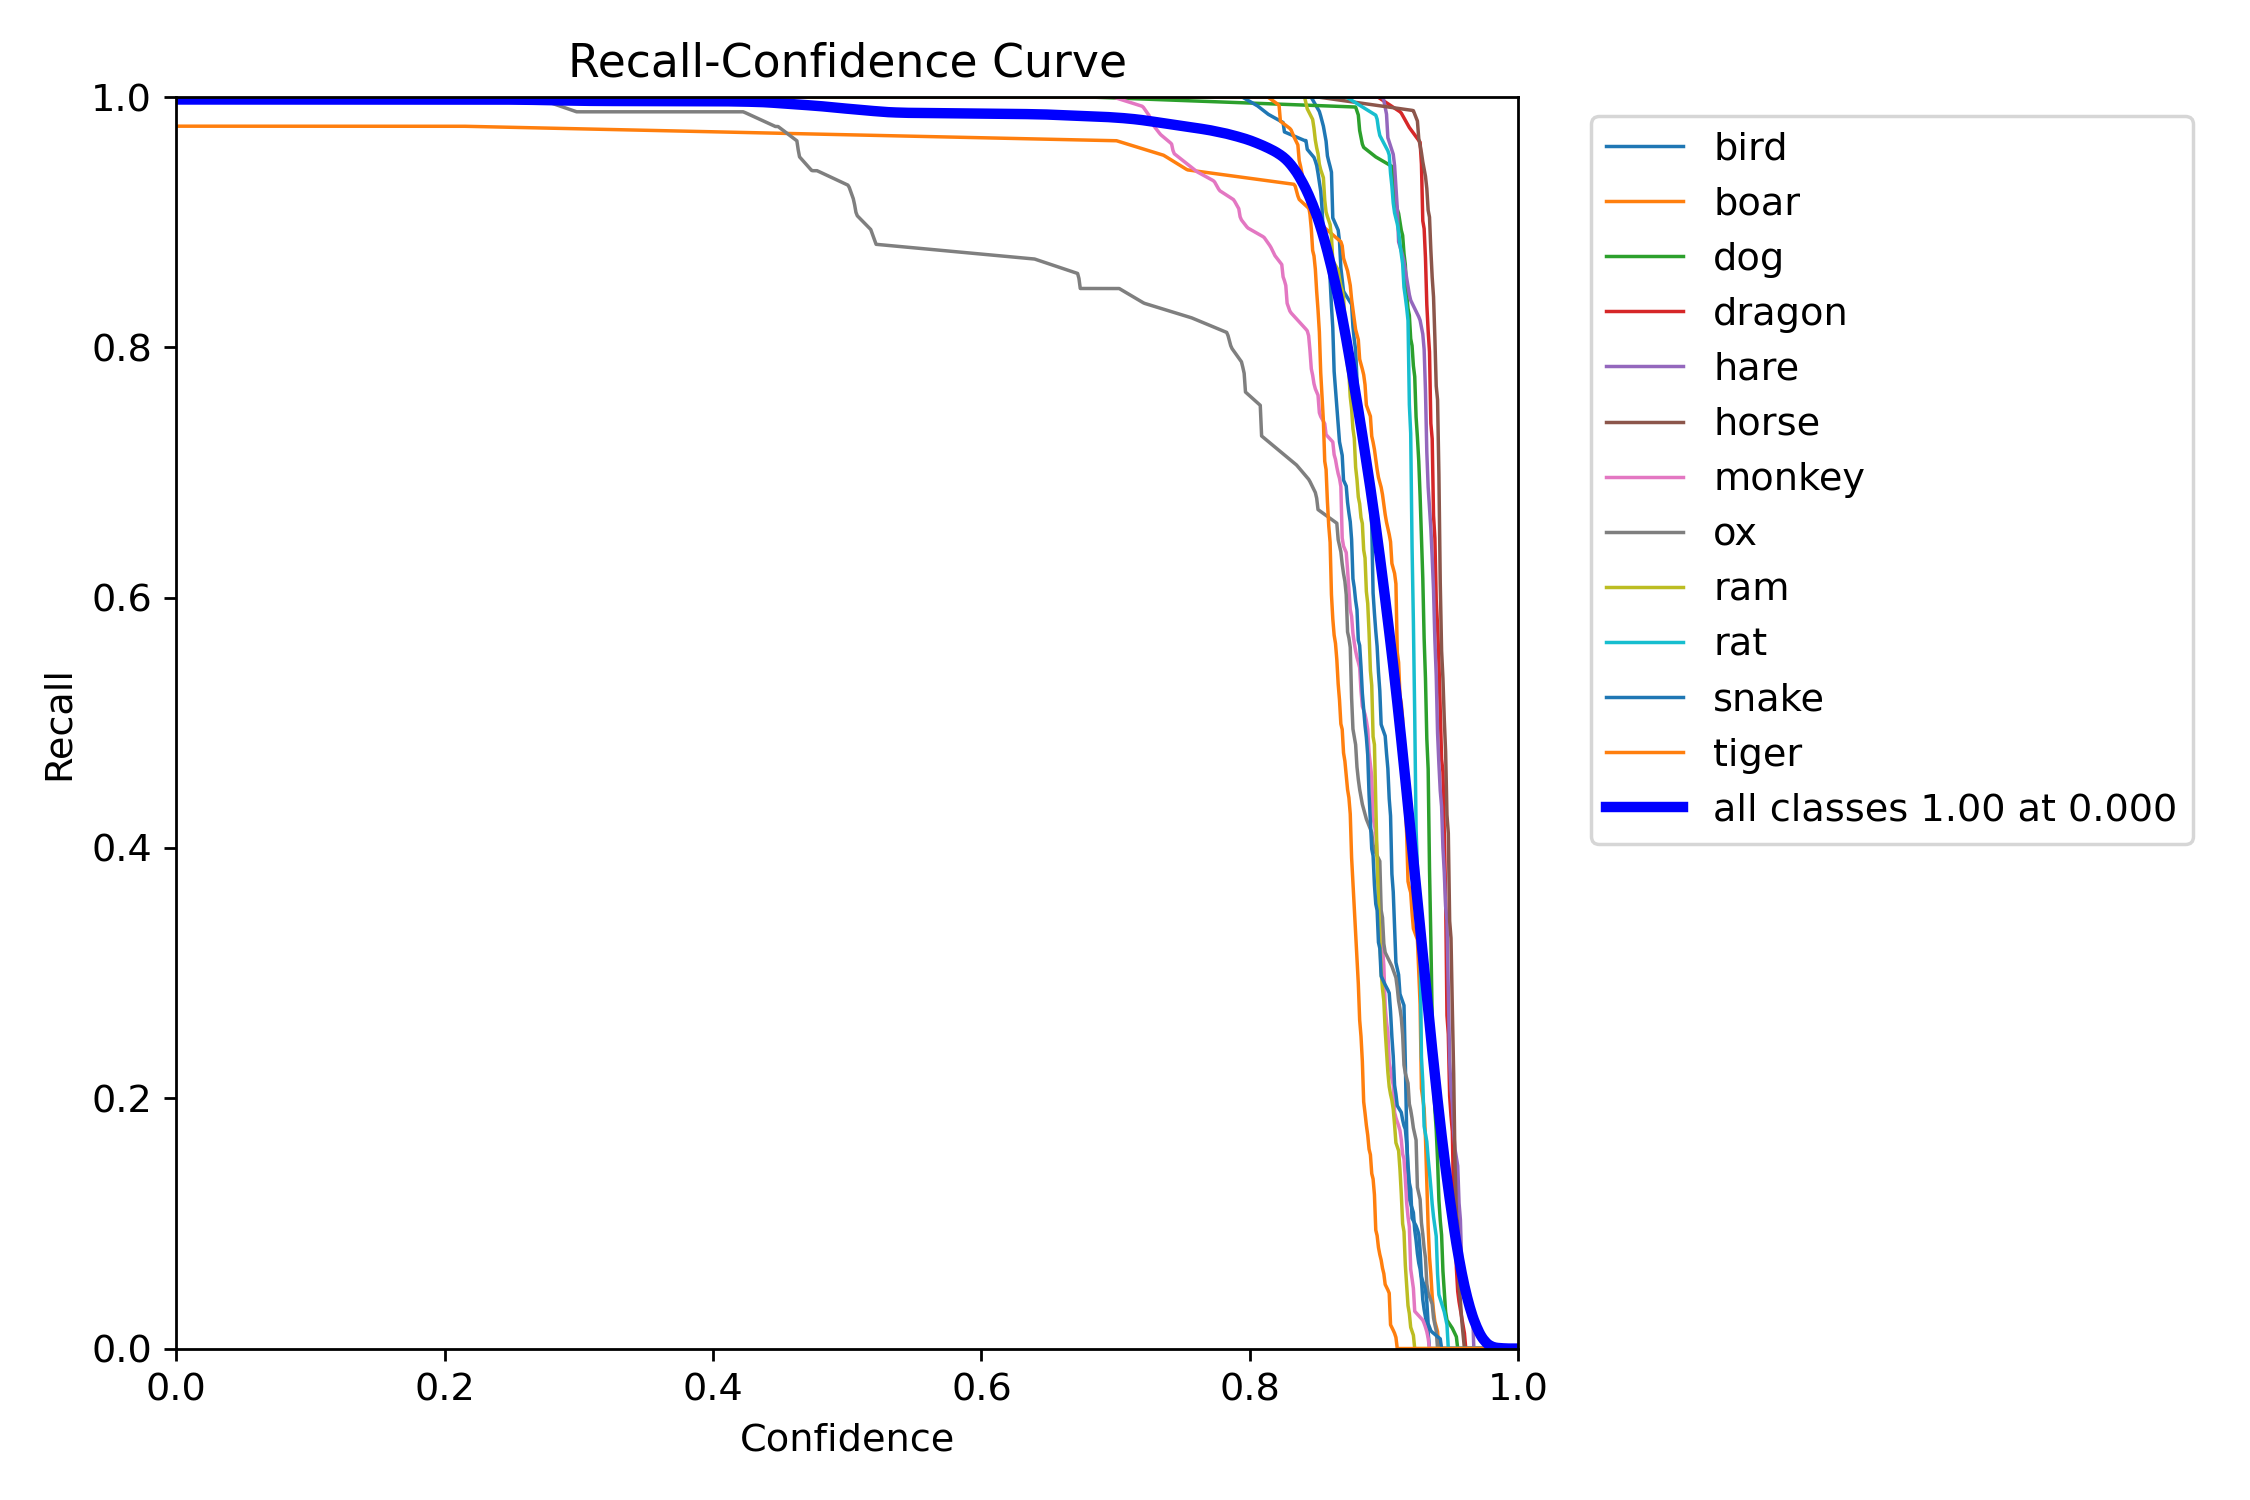 Recall-Confidence Curve
1.0
0.8
0.6
0.4
0.2
0.0
Recall
0.0 0.2 0.4 0.6 0.8 1.0
Confidence
bird
boar
dog
dragon
hare
horse
monkey
ox
ram
rat
snake
tiger
all classes 1.00 at 0.000